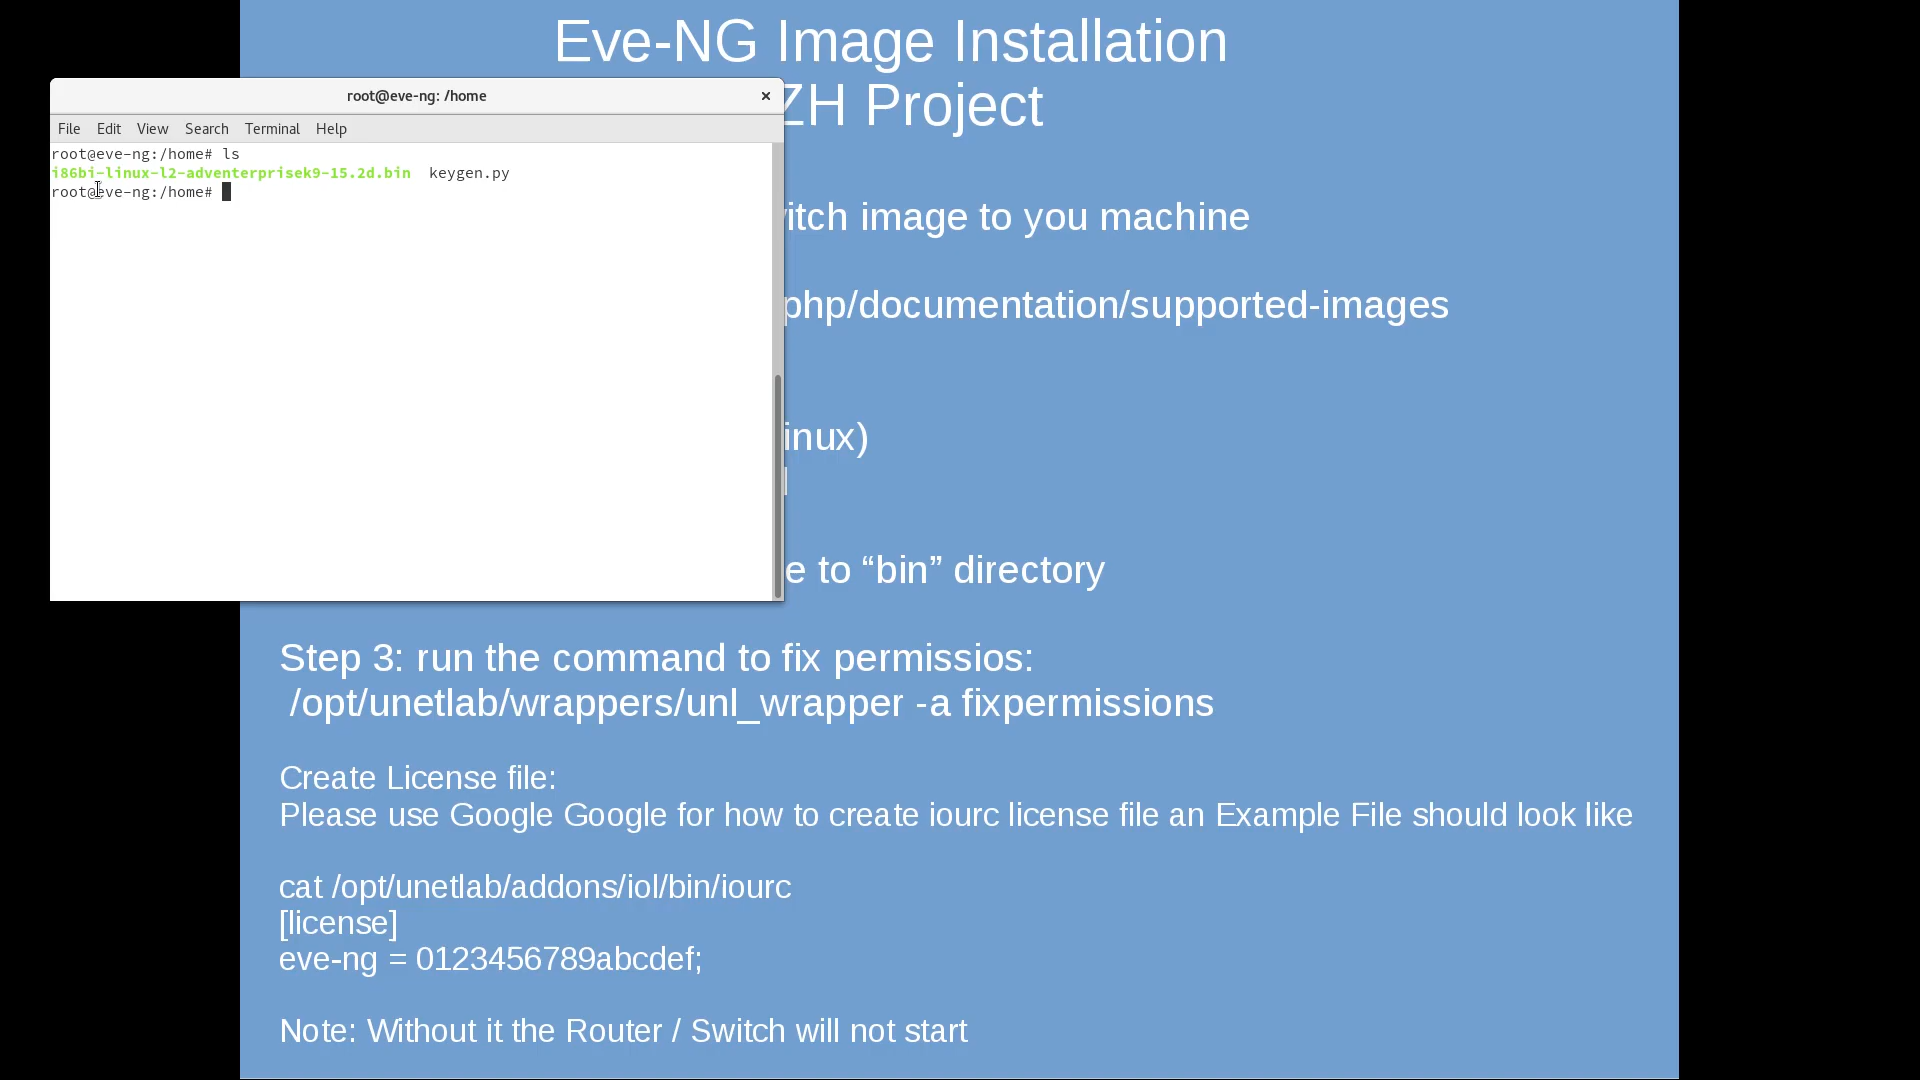 Eve-NG Image Installation
ZH Project
root@eve-ng: /home
File Edit View Search Terminal Help
root@eve-ng:/home# ls
i86bi-linux-l2-adventerprisek9-15.2d.bin keygen.py
root@eve-ng:/home#
itch image to you machine
php/documentation/supported-images
inux)
e to “bin” directory
Step 3: run the command to fix permissios:
/opt/unetlab/wrappers/unl_wrapper -a fixpermissions
Create License file:
Please use Google Google for how to create iourc license file an Example File should look like
cat /opt/unetlab/addons/iol/bin/iourc
[license]
eve-ng = 0123456789abcdef;
Note: Without it the Router / Switch will not start